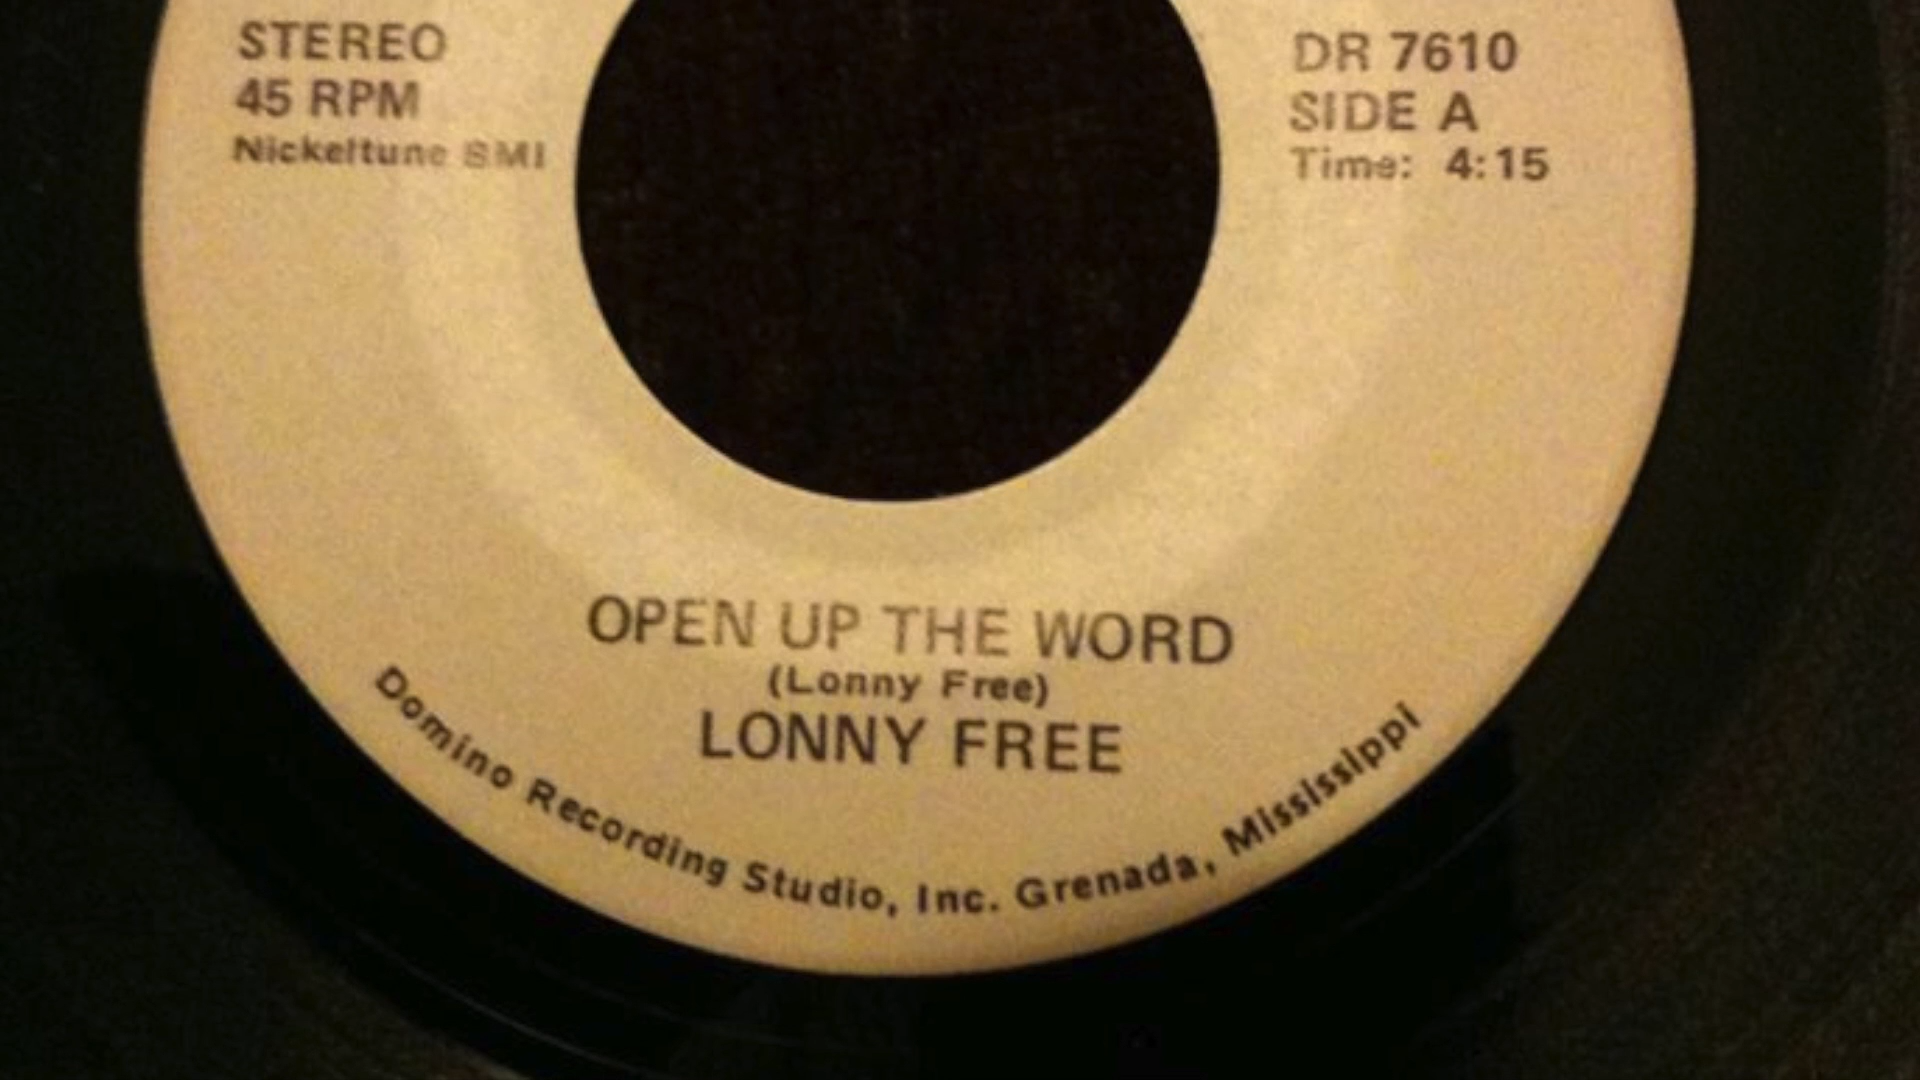 STEREO
45 RPM
Nickeltune BMI
DR 7610
SIDE A
Time: 4:15
OPEN UP THE WORD
(Lonny Free)
LONNY FREE
Domino Recording Studio, Inc. Grenada, Mississippi